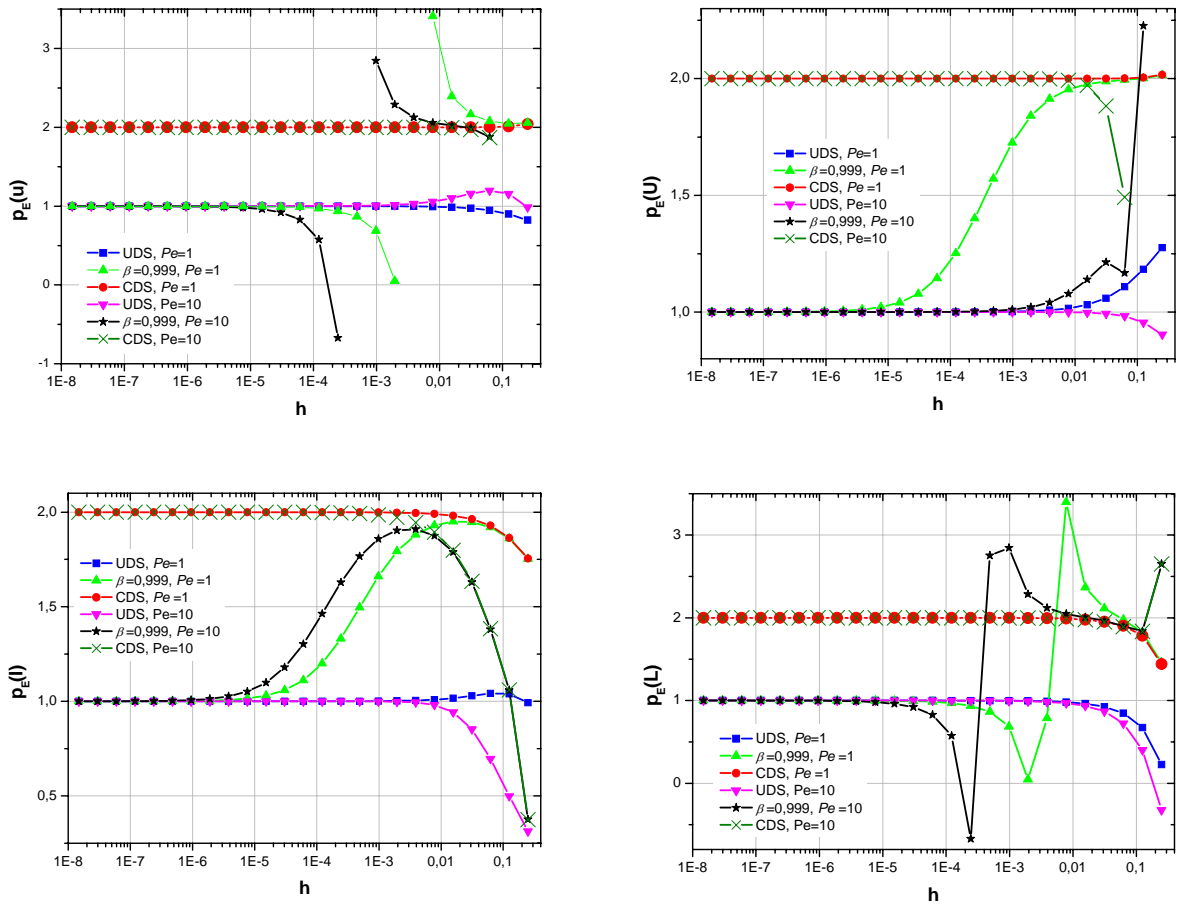 p_E(u)
3
2
1
0
-1
UDS, Pe=1
β=0,999, Pe=1
CDS, Pe=1
UDS, Pe=10
β=0,999, Pe=10
CDS, Pe=10
1E-8 1E-7 1E-6 1E-5 1E-4 1E-3 0,01 0,1
h
p_E(U)
2,0
1,5
1,0
UDS, Pe=1
β=0,999, Pe=1
CDS, Pe=1
UDS, Pe=10
β=0,999, Pe=10
CDS, Pe=10
1E-8 1E-7 1E-6 1E-5 1E-4 1E-3 0,01 0,1
h
p_E(I)
2,0
1,5
1,0
0,5
UDS, Pe=1
β=0,999, Pe=1
CDS, Pe=1
UDS, Pe=10
β=0,999, Pe=10
CDS, Pe=10
1E-8 1E-7 1E-6 1E-5 1E-4 1E-3 0,01 0,1
h
p_E(L)
3
2
1
0
UDS, Pe=1
β=0,999, Pe=1
CDS, Pe=1
UDS, Pe=10
β=0,999, Pe=10
CDS, Pe=10
1E-8 1E-7 1E-6 1E-5 1E-4 1E-3 0,01 0,1
h